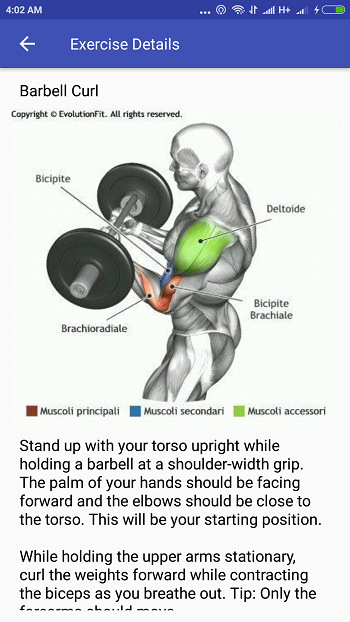 4:02 AM
... H+
Exercise Details
Barbell Curl
Copyright © EvolutionFit. All rights reserved.
Bicipite
Deltoide
Bicipite
Brachiale
Brachioradiale
Muscoli principali Muscoli secondari Muscoli accessori
Stand up with your torso upright while
holding a barbell at a shoulder-width grip.
The palm of your hands should be facing
forward and the elbows should be close to
the torso. This will be your starting position.
While holding the upper arms stationary,
curl the weights forward while contracting
the biceps as you breathe out. Tip: Only the